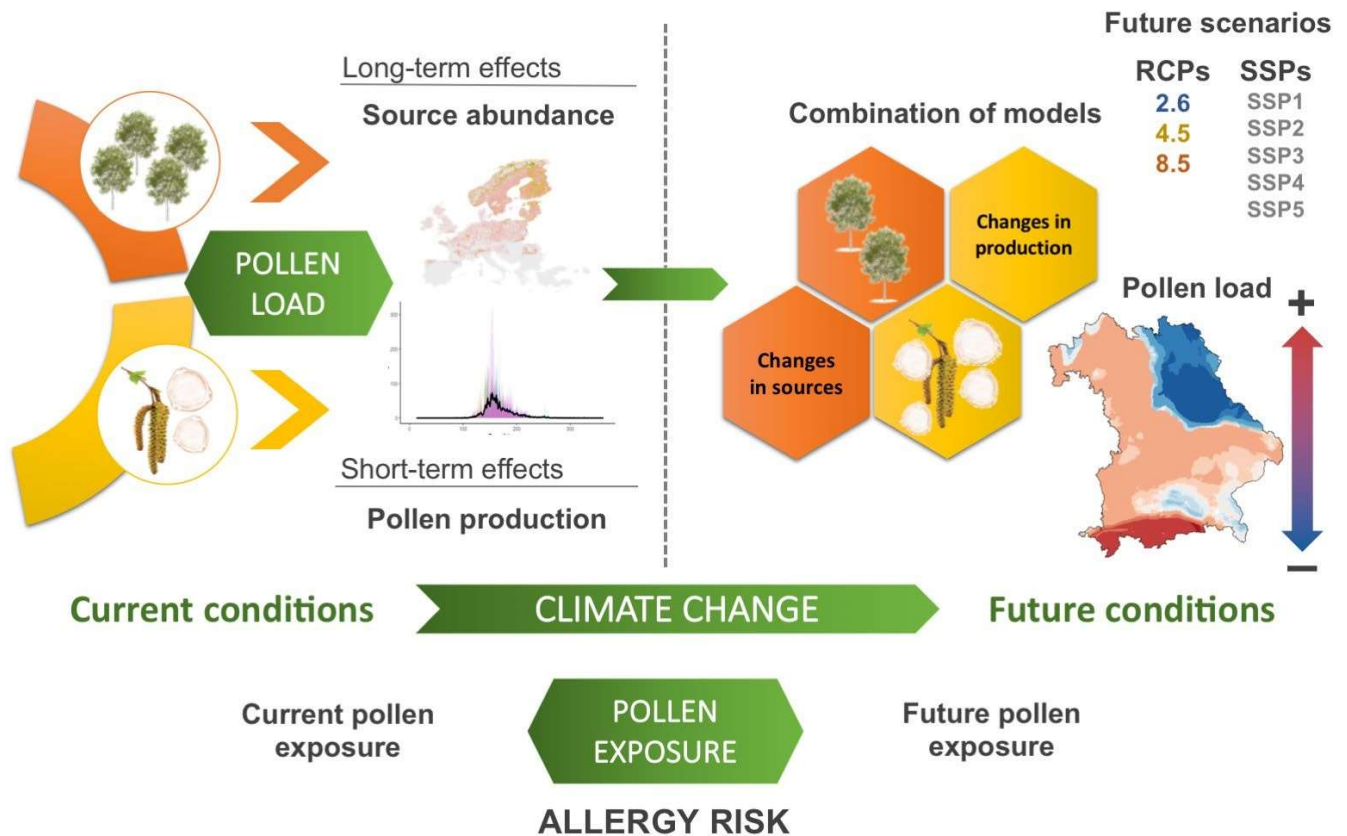 Long-term effects
Source abundance
POLLEN
LOAD
Short-term effects
Pollen production
Future scenarios
RCPs
2.6
4.5
8.5
SSPs
SSP1
SSP2
SSP3
SSP4
SSP5
Combination of models
Changes in
production
Changes
in sources
Pollen load
+
−
Current conditions
CLIMATE CHANGE
Future conditions
Current pollen
exposure
POLLEN
EXPOSURE
Future pollen
exposure
ALLERGY RISK